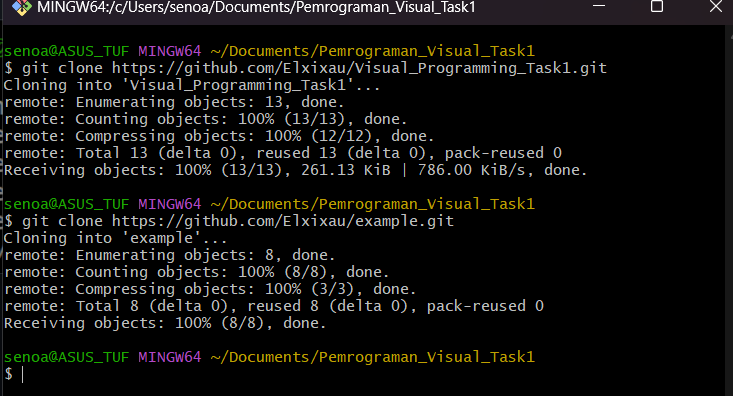 MINGW64:/c/Users/senoa/Documents/Pemrograman_Visual_Task1
senoa@ASUS_TUF MINGW64 ~/Documents/Pemrograman_Visual_Task1
$ git clone https://github.com/Elxixau/Visual_Programming_Task1.git
Cloning into 'Visual_Programming_Task1'...
remote: Enumerating objects: 13, done.
remote: Counting objects: 100% (13/13), done.
remote: Compressing objects: 100% (12/12), done.
remote: Total 13 (delta 0), reused 13 (delta 0), pack-reused 0
Receiving objects: 100% (13/13), 261.13 KiB | 786.00 KiB/s, done.
senoa@ASUS_TUF MINGW64 ~/Documents/Pemrograman_Visual_Task1
$ git clone https://github.com/Elxixau/example.git
Cloning into 'example'...
remote: Enumerating objects: 8, done.
remote: Counting objects: 100% (8/8), done.
remote: Compressing objects: 100% (3/3), done.
remote: Total 8 (delta 0), reused 8 (delta 0), pack-reused 0
Receiving objects: 100% (8/8), done.
senoa@ASUS_TUF MINGW64 ~/Documents/Pemrograman_Visual_Task1
$